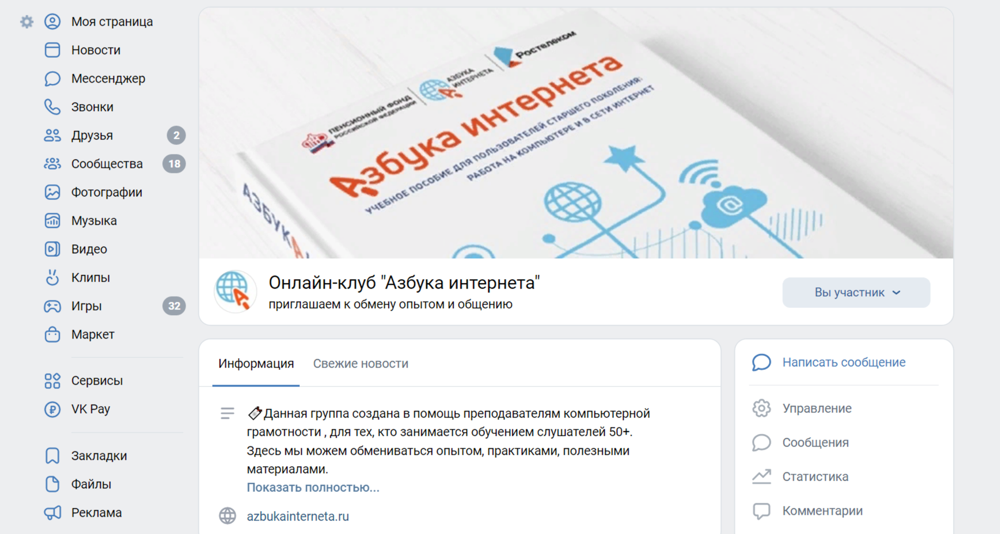 Моя страница
Новости
Мессенджер
Звонки
Друзья 2
Сообщества 18
Фотографии
Музыка
Видео
Клипы
Игры 32
Маркет
Сервисы
VK Pay
Закладки
Файлы
Реклама
ПЕНСИОННЫЙ ФОНД
РОССИЙСКОЙ ФЕДЕРАЦИИ
АЗБУКА
ИНТЕРНЕТА
Ростелеком
Азбука интернета
УЧЕБНОЕ ПОСОБИЕ ДЛЯ ПОЛЬЗОВАТЕЛЕЙ СТАРШЕГО ПОКОЛЕНИЯ:
РАБОТА НА КОМПЬЮТЕРЕ И В СЕТИ ИНТЕРНЕТ
АЗБУКА
@
Онлайн-клуб "Азбука интернета"
приглашаем к обмену опытом и общению
Вы участник
Информация Свежие новости
Данная группа создана в помощь преподавателям компьютерной
грамотности , для тех, кто занимается обучением слушателей 50+.
Здесь мы можем обмениваться опытом, практиками, полезными
материалами.
Показать полностью...
azbukainterneta.ru
Написать сообщение
Управление
Сообщения
Статистика
Комментарии